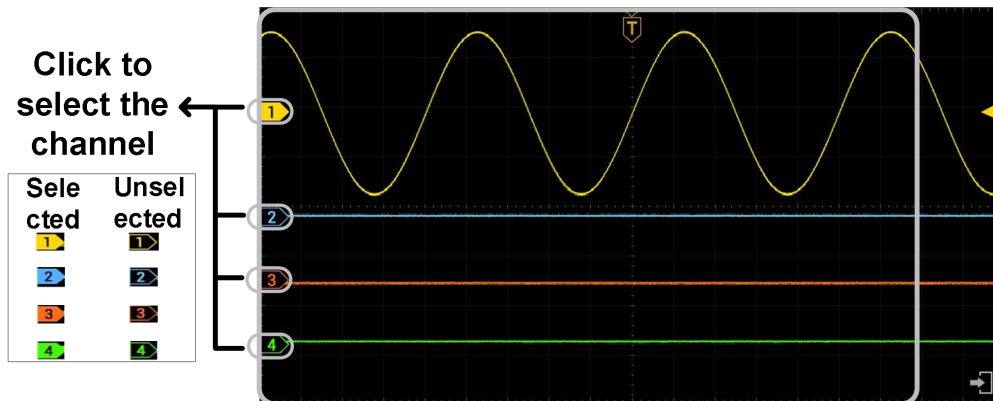 Click to
select the
channel
Sele Unsel
cted ected
1 1
2 2
3 3
4 4
T
1
2
3
4